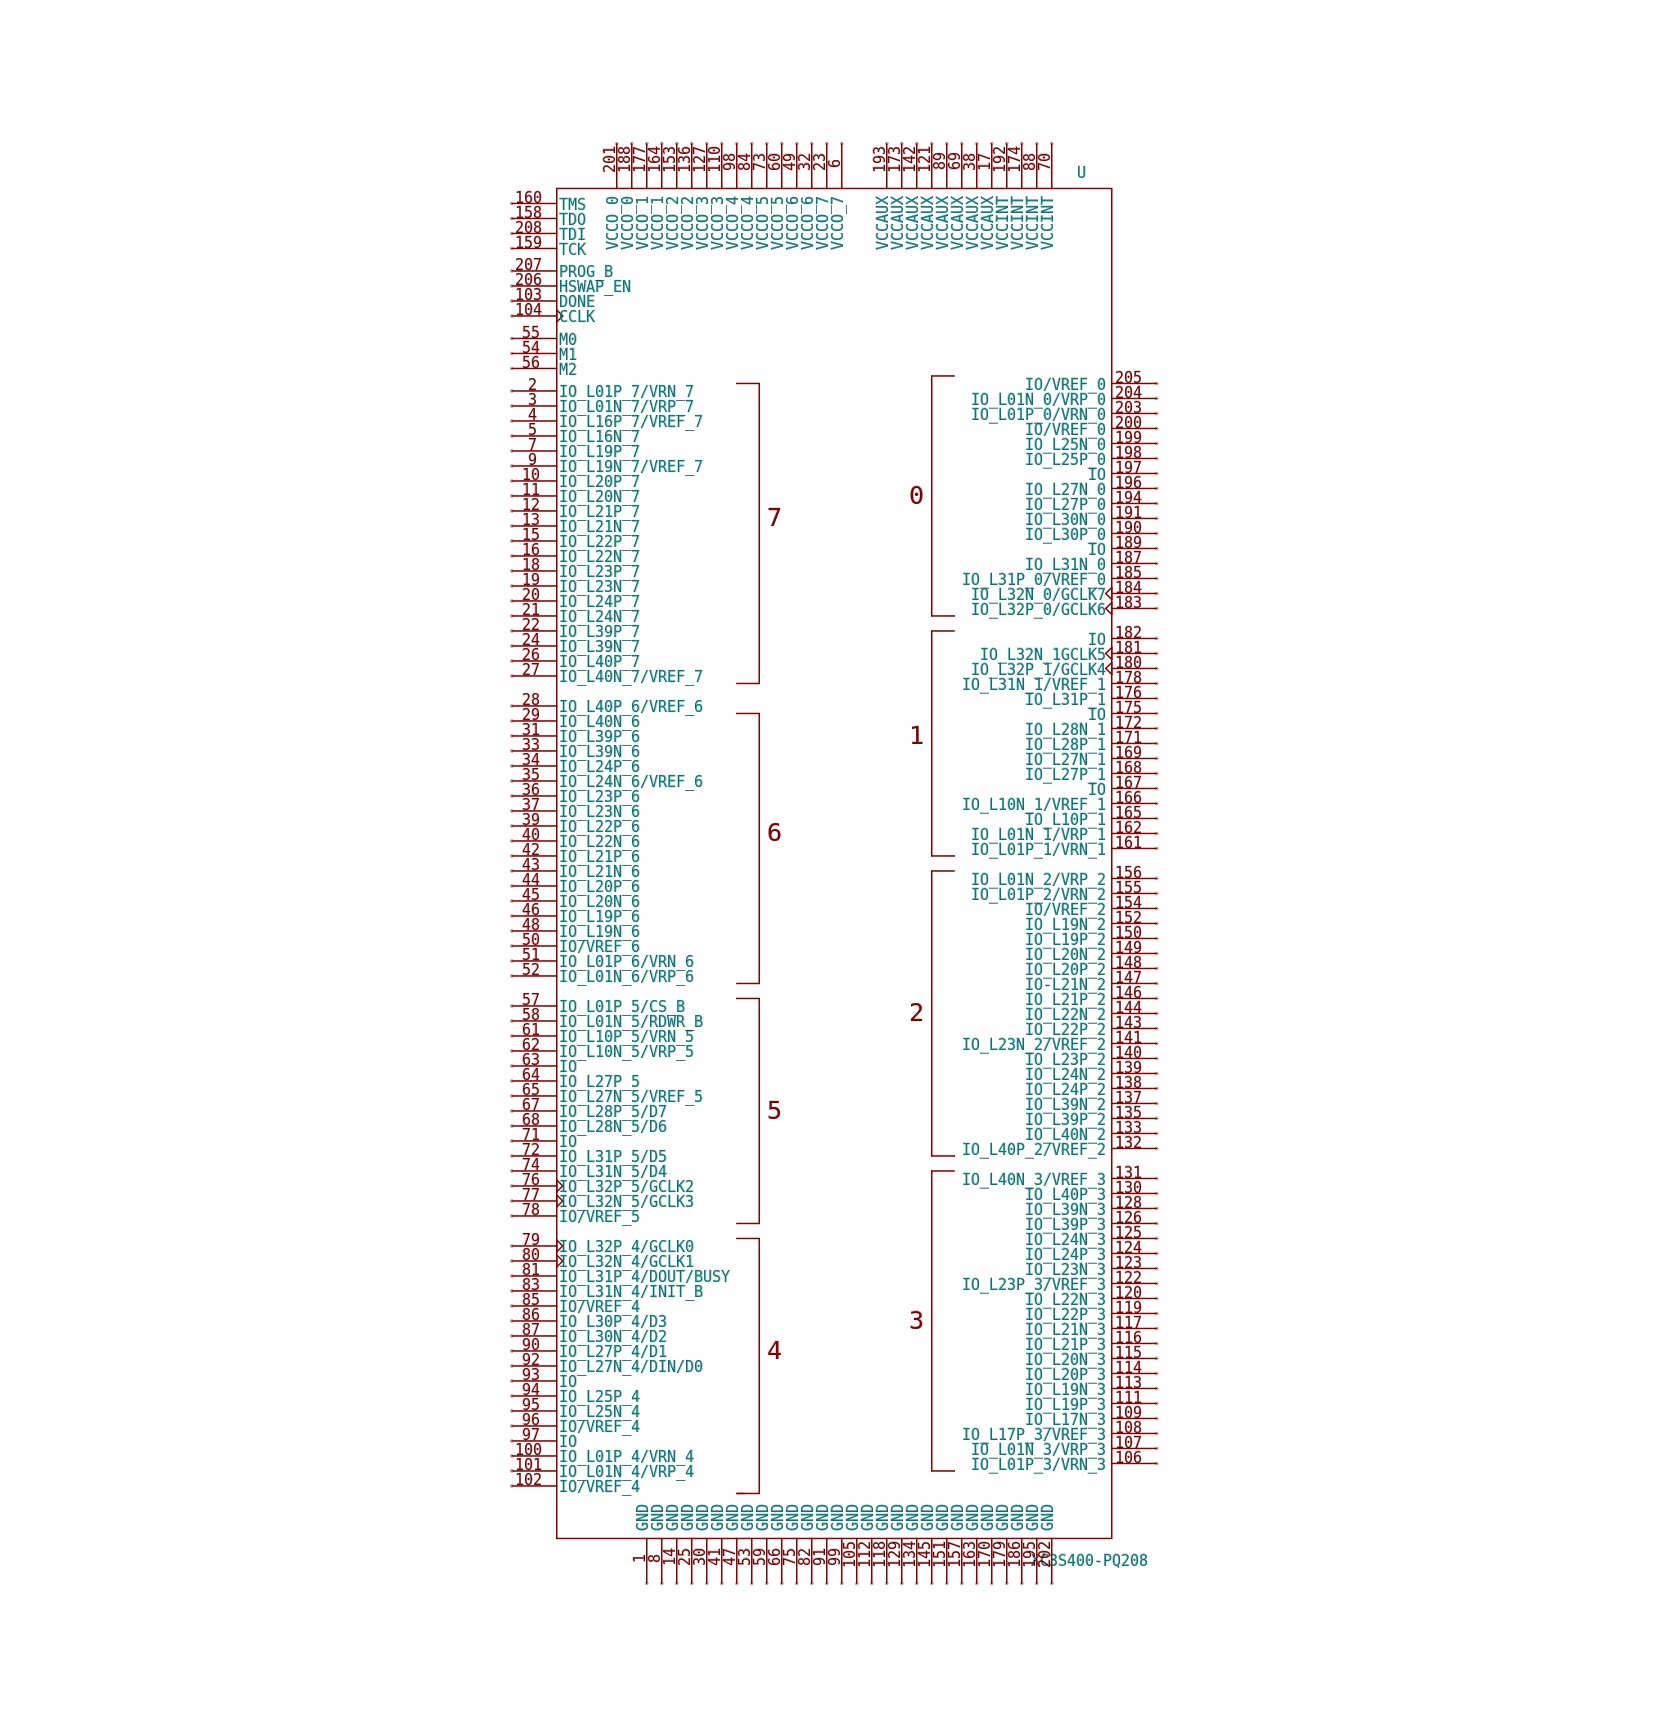 201 188 177 164 153 136 127 110 98 84 73 60 49 32 23 6 193 173 142 121 89 69 38 17 192 174 88 70
U
VCCO_0 VCCO_0 VCCO_1 VCCO_1 VCCO_2 VCCO_2 VCCO_3 VCCO_3 VCCO_4 VCCO_4 VCCO_5 VCCO_5 VCCO_6 VCCO_6 VCCO_7 VCCO_7 VCCAUX VCCAUX VCCAUX VCCAUX VCCAUX VCCAUX VCCAUX VCCAUX VCCINT VCCINT VCCINT VCCINT
160 TMS
158 TDO
208 TDI
159 TCK
207 PROG_B
206 HSWAP_EN
103 DONE
104 CCLK
55 M0
54 M1
56 M2
2 IO_L01P_7/VRN_7
3 IO_L01N_7/VRP_7
4 IO_L16P_7/VREF_7
5 IO_L16N_7
7 IO_L19P_7
9 IO_L19N_7/VREF_7
10 IO_L20P_7
11 IO_L20N_7
12 IO_L21P_7
13 IO_L21N_7
15 IO_L22P_7
16 IO_L22N_7
18 IO_L23P_7
19 IO_L23N_7
20 IO_L24P_7
21 IO_L24N_7
22 IO_L39P_7
24 IO_L39N_7
26 IO_L40P_7
27 IO_L40N_7/VREF_7
7
28 IO_L40P_6/VREF_6
29 IO_L40N_6
31 IO_L39P_6
33 IO_L39N_6
34 IO_L24P_6
35 IO_L24N_6/VREF_6
36 IO_L23P_6
37 IO_L23N_6
39 IO_L22P_6
40 IO_L22N_6
42 IO_L21P_6
43 IO_L21N_6
44 IO_L20P_6
45 IO_L20N_6
46 IO_L19P_6
48 IO_L19N_6
50 IO/VREF_6
51 IO_L01P_6/VRN_6
52 IO_L01N_6/VRP_6
6
57 IO_L01P_5/CS_B
58 IO_L01N_5/RDWR_B
61 IO_L10P_5/VRN_5
62 IO_L10N_5/VRP_5
63 IO
64 IO_L27P_5
65 IO_L27N_5/VREF_5
67 IO_L28P_5/D7
68 IO_L28N_5/D6
71 IO
72 IO_L31P_5/D5
74 IO_L31N_5/D4
76 IO_L32P_5/GCLK2
77 IO_L32N_5/GCLK3
78 IO/VREF_5
5
79 IO_L32P_4/GCLK0
80 IO_L32N_4/GCLK1
81 IO_L31P_4/DOUT/BUSY
83 IO_L31N_4/INIT_B
85 IO/VREF_4
86 IO_L30P_4/D3
87 IO_L30N_4/D2
90 IO_L27P_4/D1
92 IO_L27N_4/DIN/D0
93 IO
94 IO_L25P_4
95 IO_L25N_4
96 IO/VREF_4
97 IO
100 IO_L01P_4/VRN_4
101 IO_L01N_4/VRP_4
102 IO/VREF_4
4
IO/VREF_0 205
IO_L01N_0/VRP_0 204
IO_L01P_0/VRN_0 203
IO/VREF_0 200
IO_L25N_0 199
IO_L25P_0 198
IO 197
IO_L27N_0 196
IO_L27P_0 194
IO_L30N_0 191
IO_L30P_0 190
IO 189
IO_L31N_0 187
IO_L31P_0/VREF_0 185
IO_L32N_0/GCLK7 184
IO_L32P_0/GCLK6 183
0
IO 182
IO_L32N_1GCLK5 181
IO_L32P_1/GCLK4 180
IO_L31N_1/VREF_1 178
IO_L31P_1 176
IO 175
IO_L28N_1 172
IO_L28P_1 171
IO_L27N_1 169
IO_L27P_1 168
IO 167
IO_L10N_1/VREF_1 166
IO_L10P_1 165
IO_L01N_1/VRP_1 162
IO_L01P_1/VRN_1 161
1
IO_L01N_2/VRP_2 156
IO_L01P_2/VRN_2 155
IO/VREF_2 154
IO_L19N_2 152
IO_L19P_2 150
IO_L20N_2 149
IO_L20P_2 148
IO-L21N_2 147
IO_L21P_2 146
IO_L22N_2 144
IO_L22P_2 143
IO_L23N_2/VREF_2 141
IO_L23P_2 140
IO_L24N_2 139
IO_L24P_2 138
IO_L39N_2 137
IO_L39P_2 135
IO_L40N_2 133
IO_L40P_2/VREF_2 132
2
IO_L40N_3/VREF_3 131
IO_L40P_3 130
IO_L39N_3 128
IO_L39P_3 126
IO_L24N_3 125
IO_L24P_3 124
IO_L23N_3 123
IO_L23P_3/VREF_3 122
IO_L22N_3 120
IO_L22P_3 119
IO_L21N_3 117
IO_L21P_3 116
IO_L20N_3 115
IO_L20P_3 114
IO_L19N_3 113
IO_L19P_3 111
IO_L17N_3 109
IO_L17P_3/VREF_3 108
IO_L01N_3/VRP_3 107
IO_L01P_3/VRN_3 106
3
GND GND GND GND GND GND GND GND GND GND GND GND GND GND GND GND GND GND GND GND GND GND GND GND GND GND GND GND
1 8 14 25 30 41 47 53 59 66 75 82 91 99 105 112 118 129 134 145 151 157 163 170 179 186 195 202
3S400-PQ208